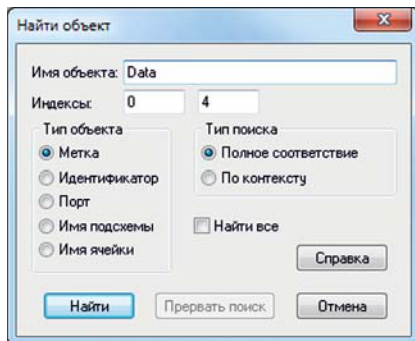 Найти объект
Имя объекта: Data
Индексы: 0 4
Тип объекта
Метка
Идентификатор
Порт
Имя подсхемы
Имя ячейки
Тип поиска
Полное соответствие
По контексту
Найти все
Справка
Найти Прервать поиск Отмена